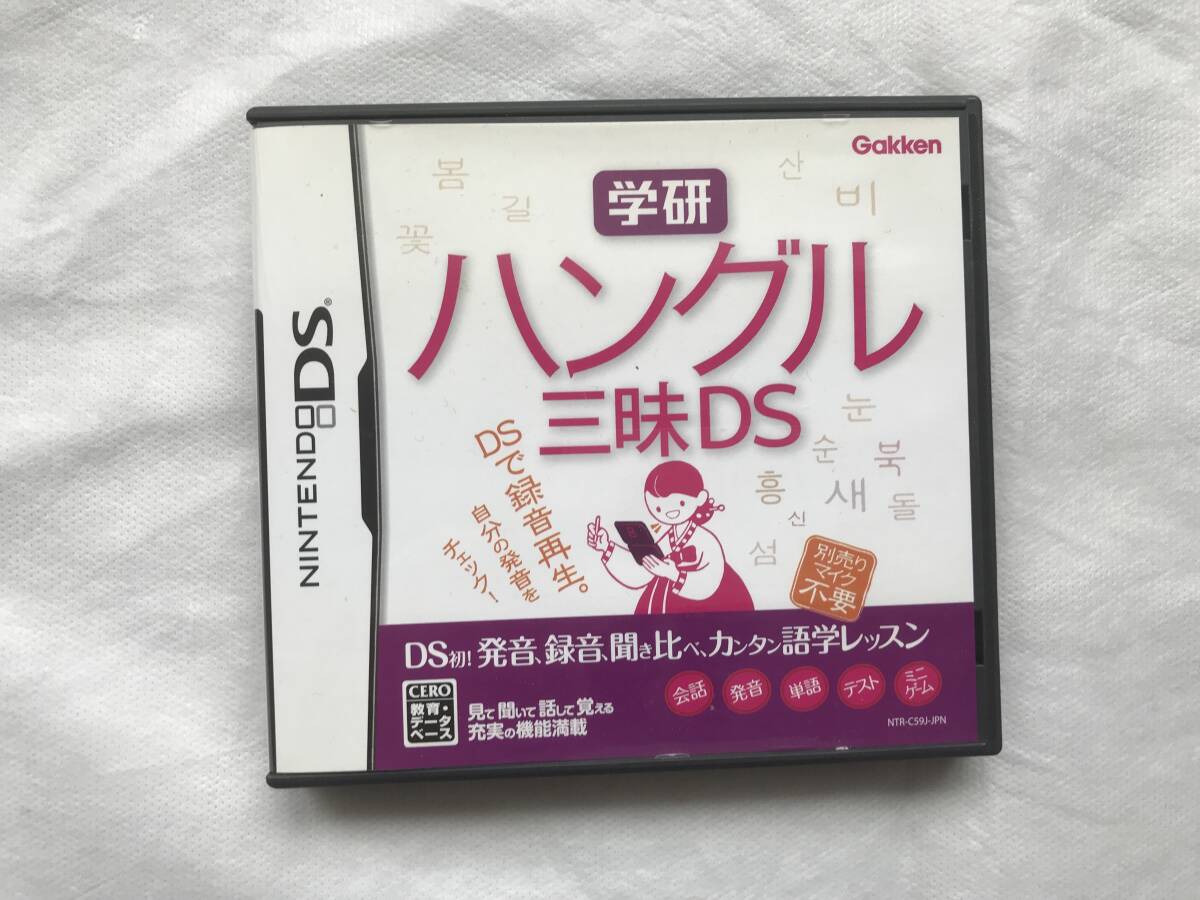 NINTENDO DS®
Gakken
봄
길
꽃
산
비
学研
ハングル
三昧DS
DSで録音再生。
自分の発音を
チェック！
눈
순
북
흥
새
돌
신
섬
別売り
マイク
不要
DS初！発音、録音、聞き比べ、カンタン語学レッスン
CERO
教育・
データ
ベース
見て聞いて話して覚える
充実の機能満載
会話
発音
単語
テスト
ミニ
ゲーム
NTR-C59J-JPN